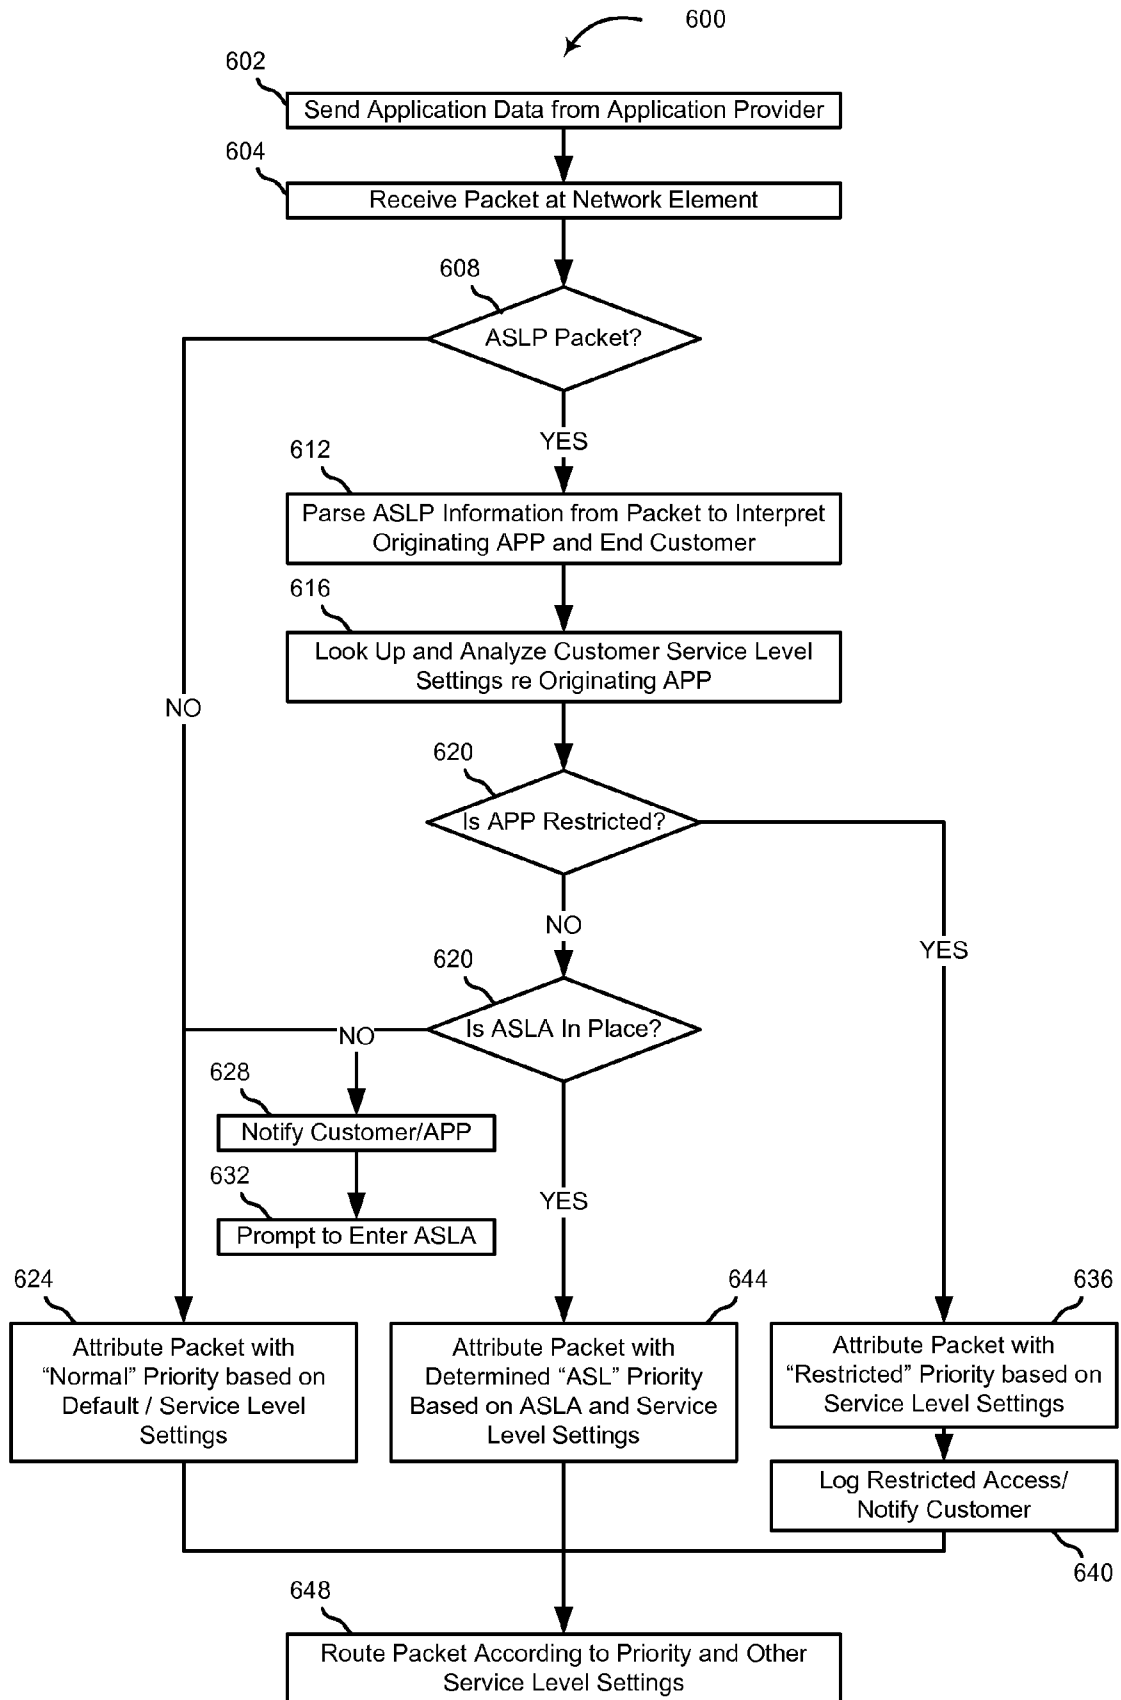 600
602
Send Application Data from Application Provider
604
Receive Packet at Network Element
608
ASLP Packet?
YES
612
Parse ASLP Information from Packet to Interpret
Originating APP and End Customer
616
Look Up and Analyze Customer Service Level
Settings re Originating APP
NO
620
Is APP Restricted?
NO
YES
620
Is ASLA In Place?
NO
628
Notify Customer/APP
632
Prompt to Enter ASLA
YES
624
Attribute Packet with
“Normal” Priority based on
Default / Service Level
Settings
644
Attribute Packet with
Determined “ASL” Priority
Based on ASLA and Service
Level Settings
636
Attribute Packet with
“Restricted” Priority based on
Service Level Settings
Log Restricted Access/
Notify Customer
640
648
Route Packet According to Priority and Other
Service Level Settings